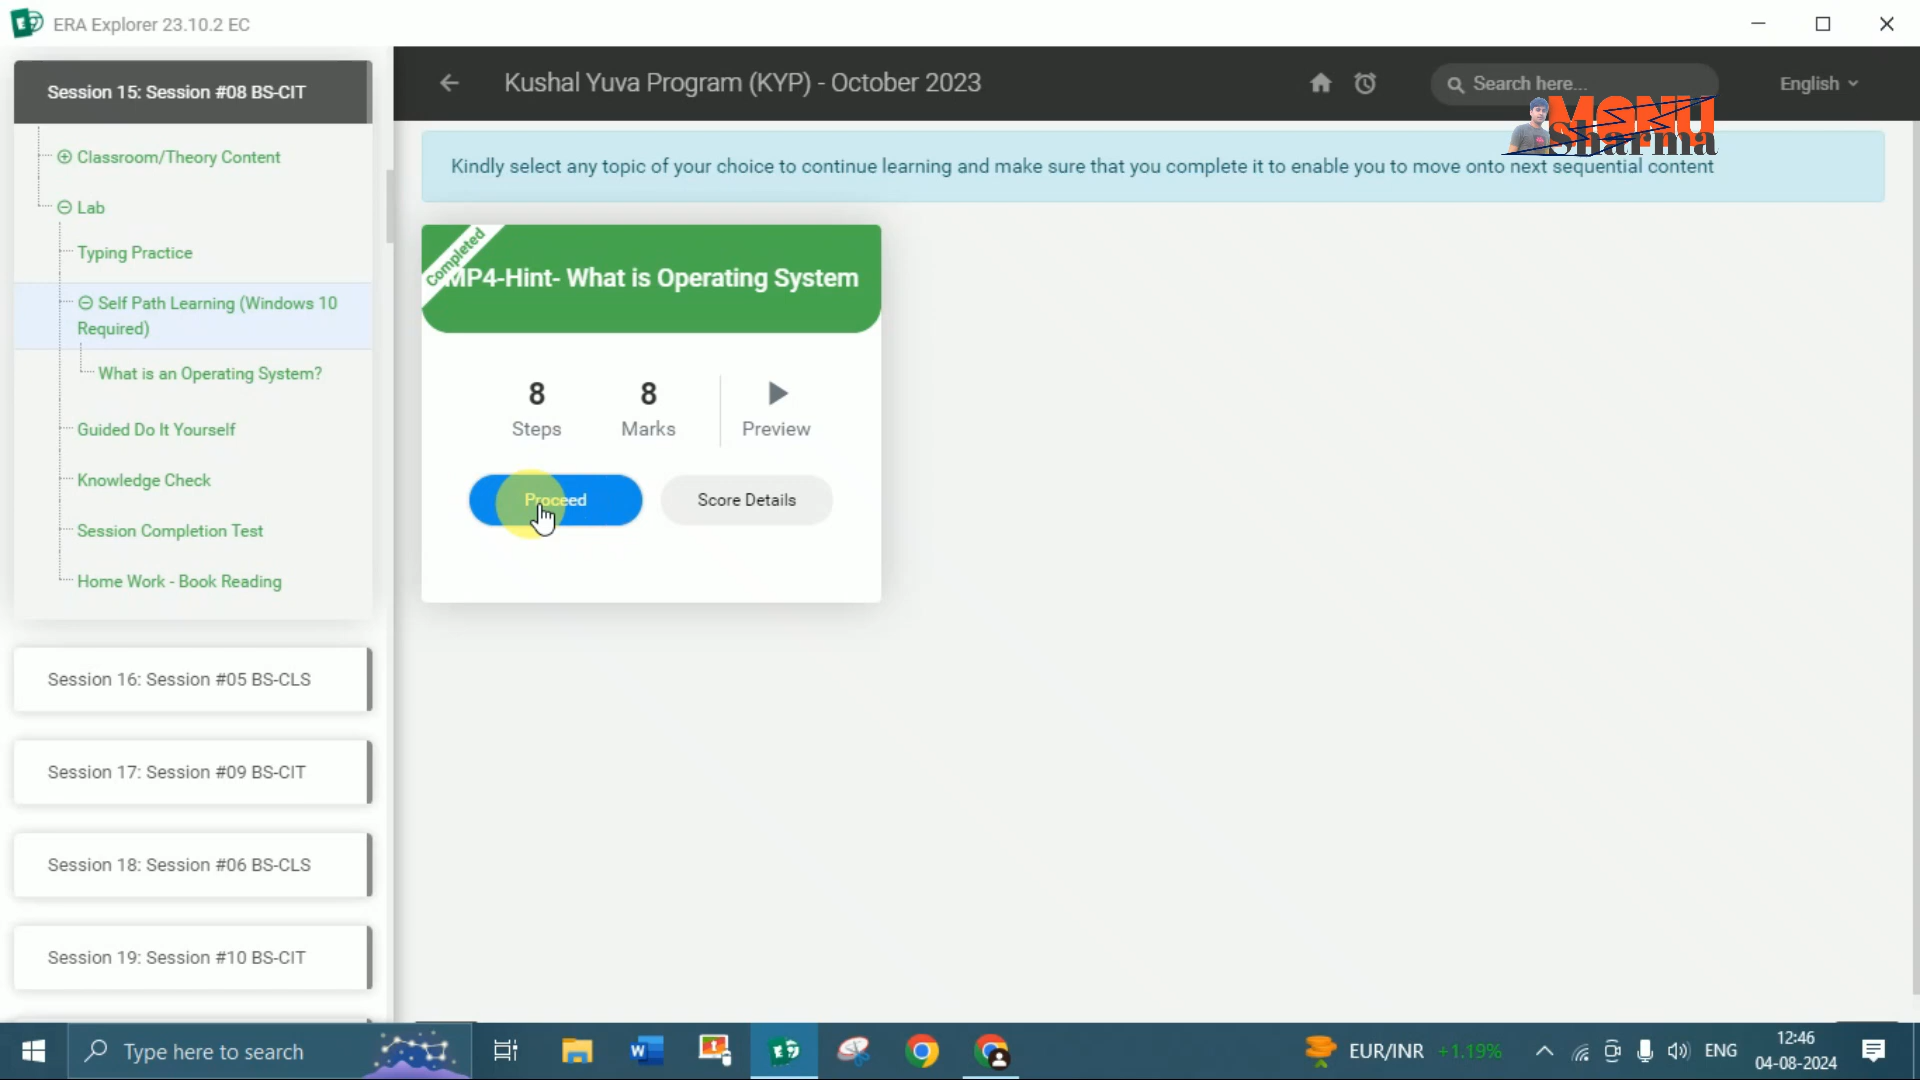 ERA Explorer 23.10.2 EC
Session 15: Session #08 BS-CIT
Classroom/Theory Content
Lab
Typing Practice
Self Path Learning (Windows 10
Required)
What is an Operating System?
Guided Do It Yourself
Knowledge Check
Session Completion Test
Home Work - Book Reading
Session 16: Session #05 BS-CLS
Session 17: Session #09 BS-CIT
Session 18: Session #06 BS-CLS
Session 19: Session #10 BS-CIT
Kushal Yuva Program (KYP) - October 2023
Search here...
English
MONU
Sharma
Kindly select any topic of your choice to continue learning and make sure that you complete it to enable you to move onto next sequential content
Completed
MP4-Hint- What is Operating System
8
Steps
8
Marks
Preview
Proceed
Score Details
Type here to search
EUR/INR +1.19%
ENG
12:46
04-08-2024